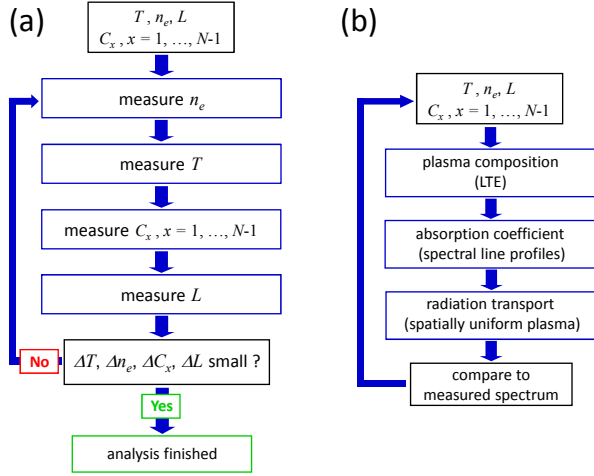 (a)
T, nₑ, L
Cₓ, x = 1, …, N-1
measure nₑ
measure T
measure Cₓ, x = 1, …, N-1
measure L
ΔT, Δnₑ, ΔCₓ, ΔL small ?
No
Yes
analysis finished
(b)
T, nₑ, L
Cₓ, x = 1, …, N-1
plasma composition
(LTE)
absorption coefficient
(spectral line profiles)
radiation transport
(spatially uniform plasma)
compare to
measured spectrum